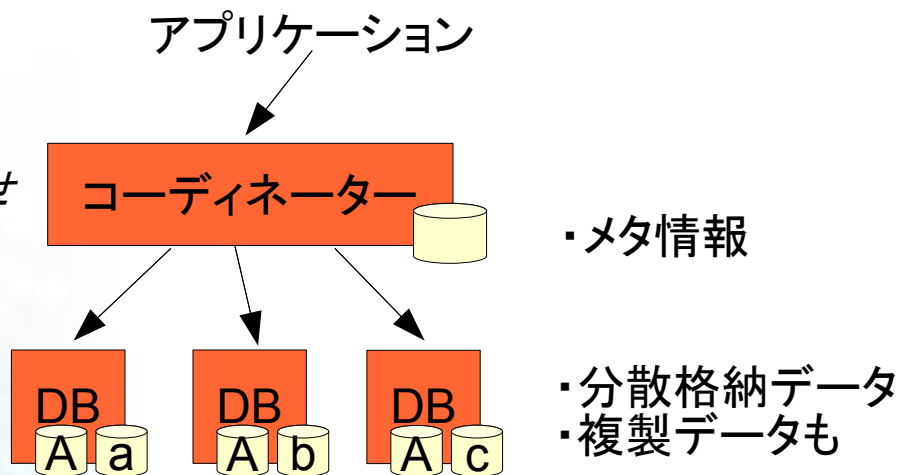 アプリケーション
せ
コーディネーター
・メタ情報
DB
DB
DB
A
a
A
b
A
c
・分散格納データ
・複製データも